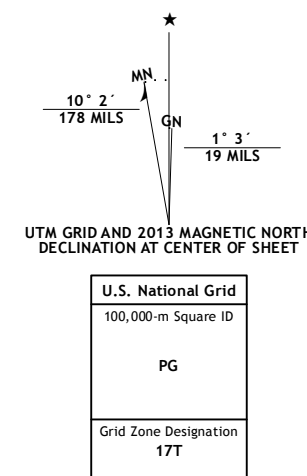 ★
MN
GN
10° 2´
178 MILS
1° 3´
19 MILS
UTM GRID AND 2013 MAGNETIC NORTH
DECLINATION AT CENTER OF SHEET
U.S. National Grid
100,000-m Square ID
PG
Grid Zone Designation
17T